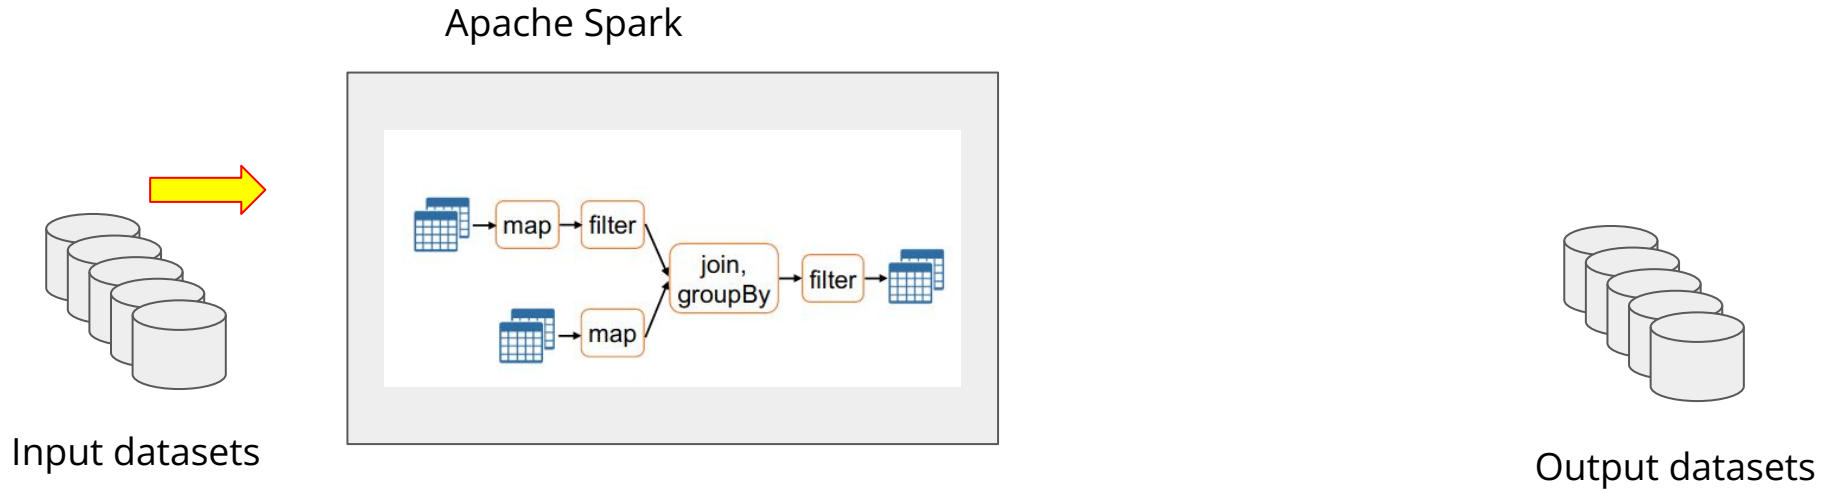 Apache Spark
map
filter
join,
groupBy
filter
map
Input datasets
Output datasets